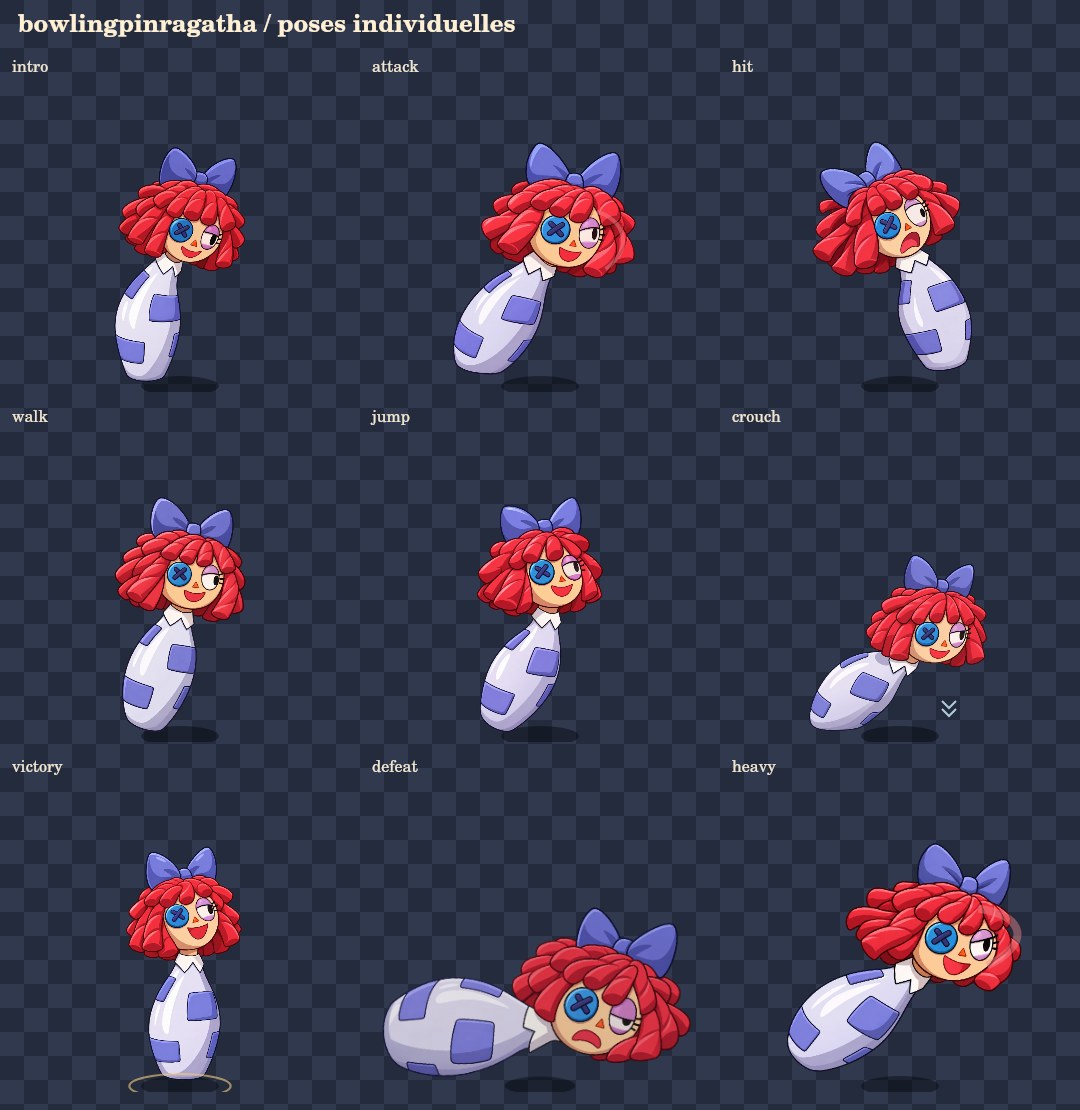 bowlingpinragatha / poses individuelles
intro
attack
hit
walk
jump
crouch
victory
defeat
heavy